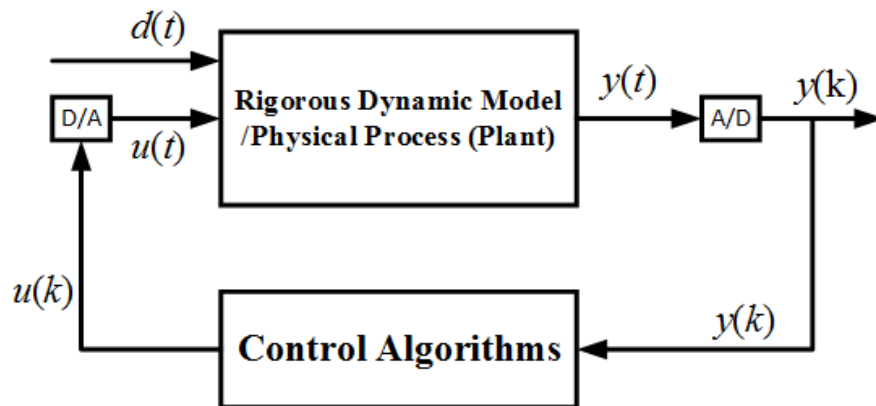 d(t)
D/A
u(t)
Rigorous Dynamic Model
/Physical Process (Plant)
y(t)
A/D
y(k)
u(k)
Control Algorithms
y(k)